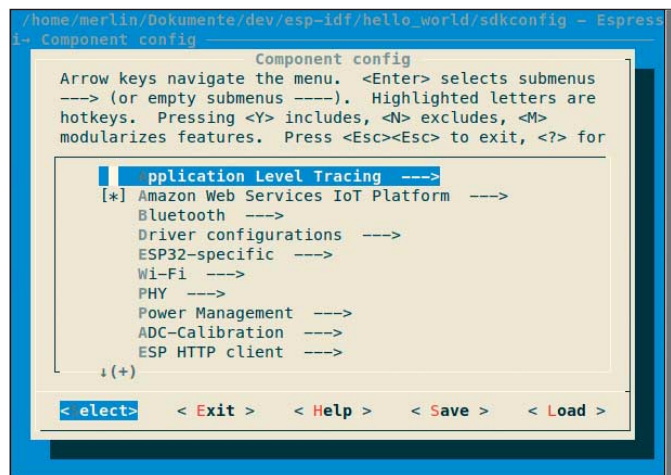 /home/merlin/Dokumente/dev/esp-idf/hello_world/sdkconfig – Espress
i→ Component config
Component config
Arrow keys navigate the menu. <Enter> selects submenus
---> (or empty submenus ----). Highlighted letters are
hotkeys. Pressing <Y> includes, <N> excludes, <M>
modularizes features. Press <Esc><Esc> to exit, <?> for
Application Level Tracing --->
[*] Amazon Web Services IoT Platform --->
Bluetooth --->
Driver configurations --->
ESP32-specific --->
Wi-Fi --->
PHY --->
Power Management --->
ADC-Calibration --->
ESP HTTP client --->
↓(+)
< elect> < Exit > < Help > < Save > < Load >